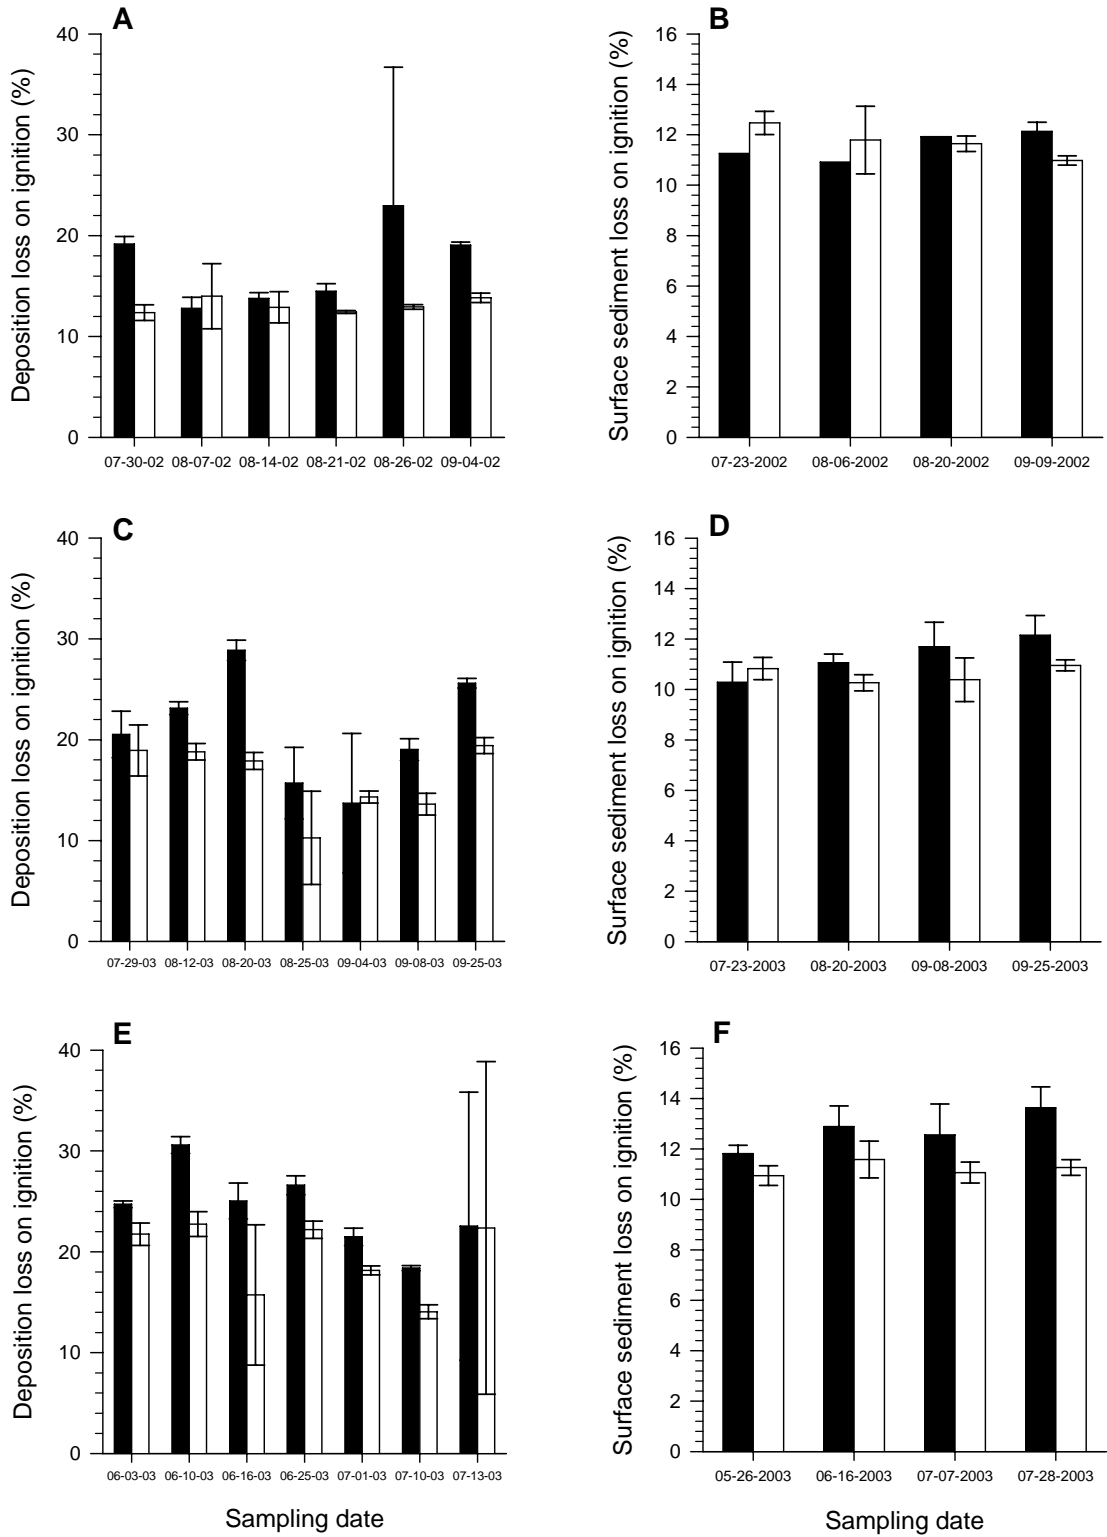 A
Deposition loss on ignition (%)
40
30
20
10
0
07-30-02 08-07-02 08-14-02 08-21-02 08-26-02 09-04-02
B
Surface sediment loss on ignition (%)
16
14
12
10
8
6
4
2
0
07-23-2002 08-06-2002 08-20-2002 09-09-2002
C
Deposition loss on ignition (%)
40
30
20
10
0
07-29-03 08-12-03 08-20-03 08-25-03 09-04-03 09-08-03 09-25-03
D
Surface sediment loss on ignition (%)
16
14
12
10
8
6
4
2
0
07-23-2003 08-20-2003 09-08-2003 09-25-2003
E
Deposition loss on ignition (%)
40
30
20
10
0
06-03-03 06-10-03 06-16-03 06-25-03 07-01-03 07-10-03 07-13-03
Sampling date
F
Surface sediment loss on ignition (%)
16
14
12
10
8
6
4
2
0
05-26-2003 06-16-2003 07-07-2003 07-28-2003
Sampling date